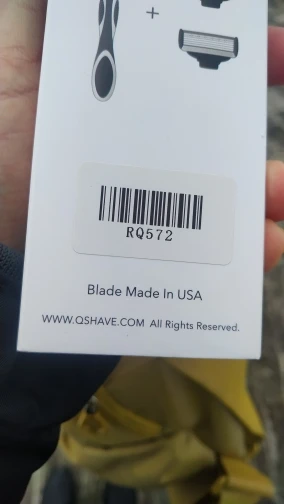 +
RQ572
Blade Made In USA
WWW.QSHAVE.COM All Rights Reserved.